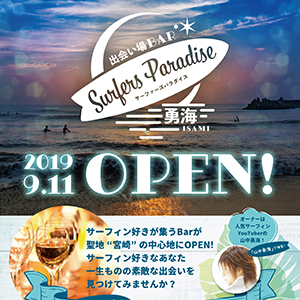 出会い場BAR
Surfers Paradise
サーファーズパラダイス
勇海
ISAMI
2019
9.11 OPEN!
サーフィン好きが集うBarが
聖地“宮崎”の中心地にOPEN!
サーフィン好きなあなた
一生ものの素敵な出会いを
見つけてみませんか?
オーナーは
人気サーフィン
YouTuberの
山中勇海!